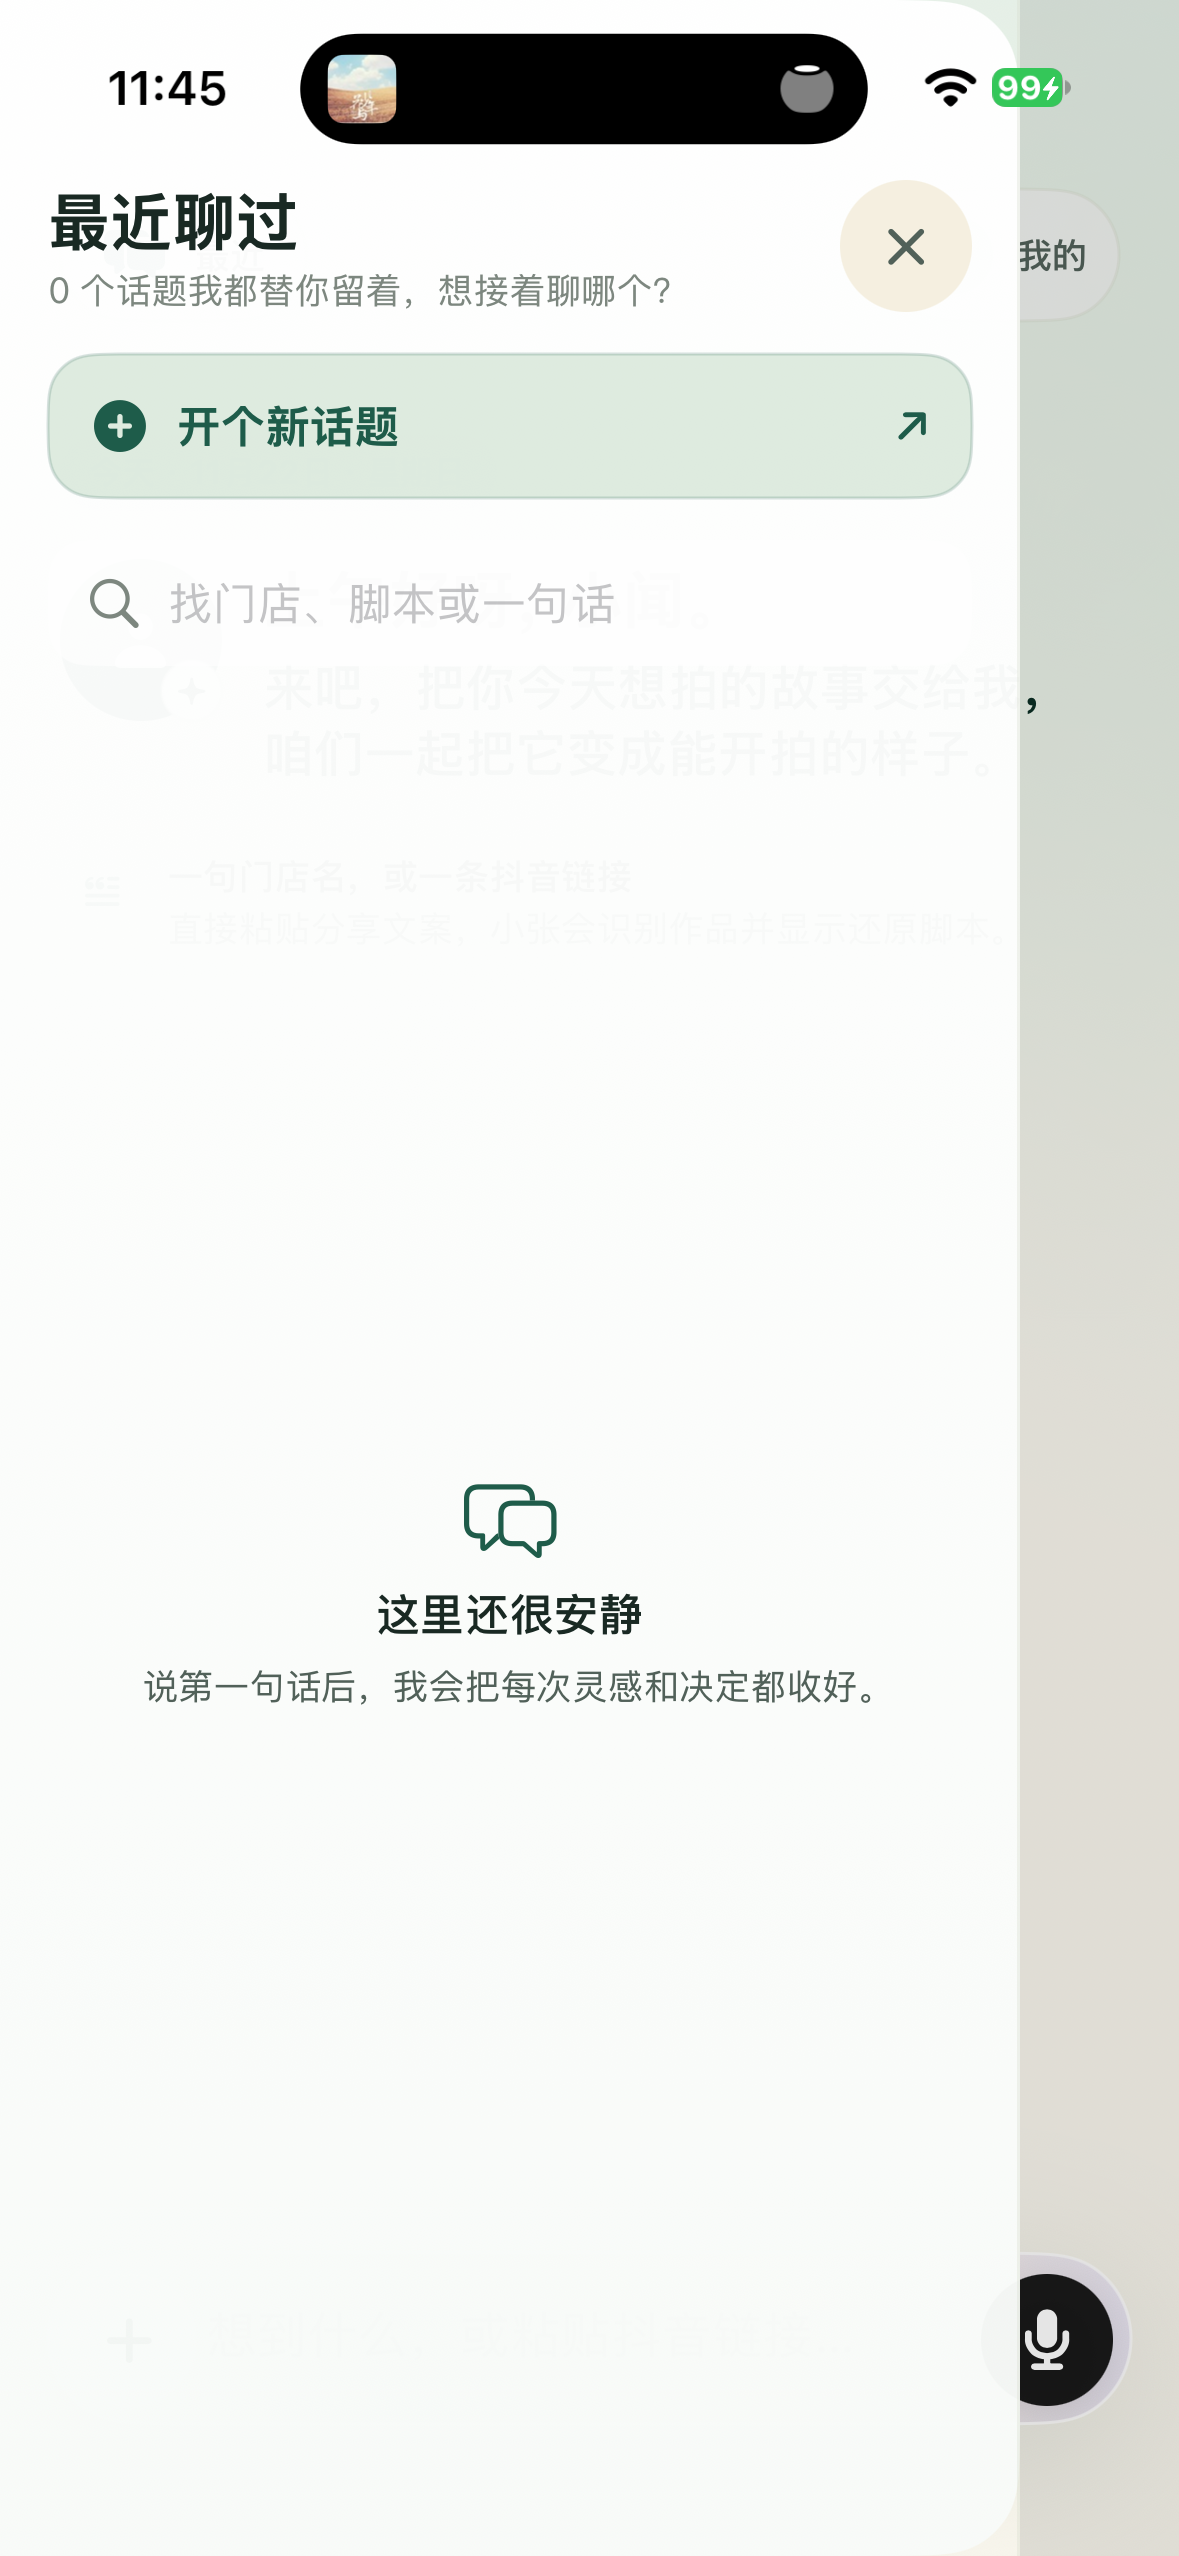 11:45
99
最近聊过
我的
0 个话题我都替你留着，想接着聊哪个？
开个新话题
找门店、脚本或一句话
来吧，把你今天想拍的故事交给我，
咱们一起把它变成能开拍的样子。
一句门店名，或一条抖音链接
直接粘贴分享文案，小张会识别作品并显示还原脚本。
这里还很安静
说第一句话后，我会把每次灵感和决定都收好。